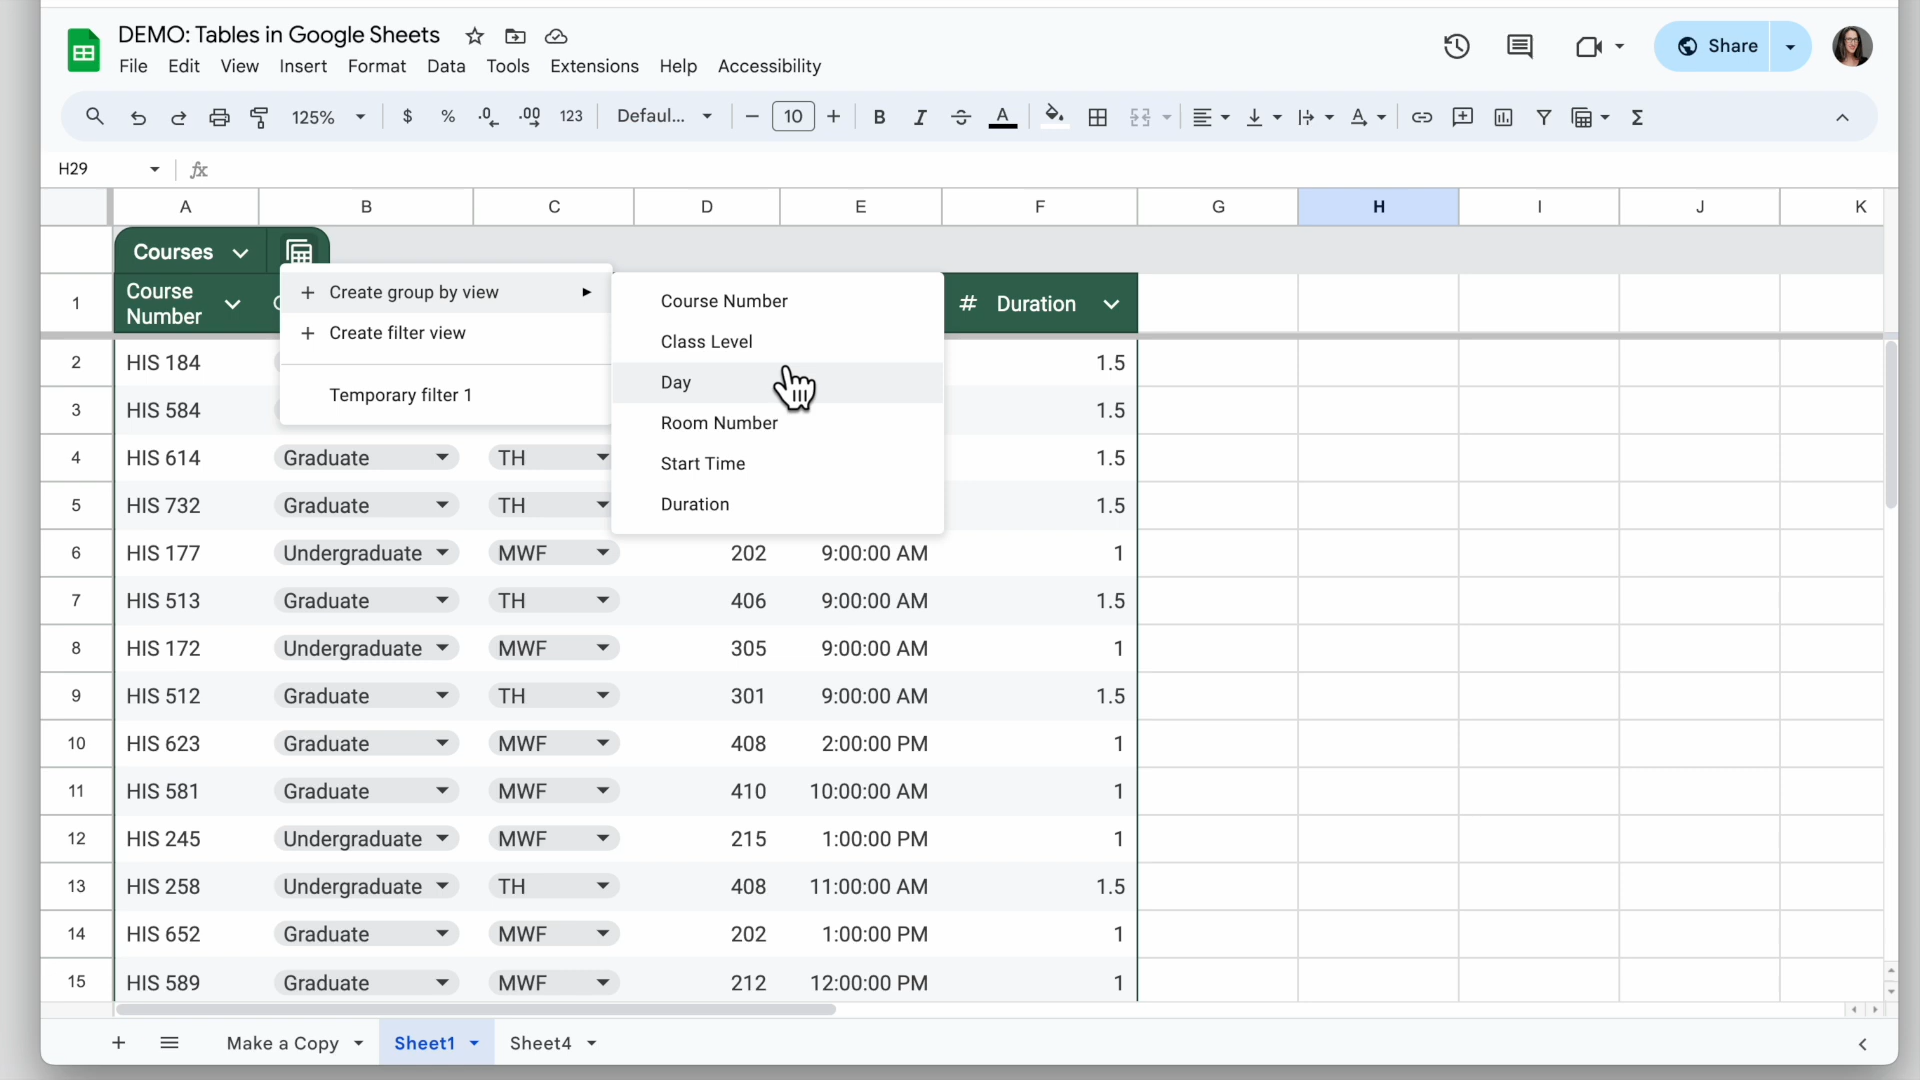 DEMO: Tables in Google Sheets
File Edit View Insert Format Data Tools Extensions Help Accessibility
Share
125% $ % .0 .00 123 Defaul... 10 B I A Σ
H29 fx
A B C D E F G H I J K
Courses
1 Course Number # Duration
Create group by view
Create filter view
Temporary filter 1
Course Number
Class Level
Day
Room Number
Start Time
Duration
2 HIS 184 1.5
3 HIS 584 1.5
4 HIS 614 Graduate TH 1.5
5 HIS 732 Graduate TH 1.5
6 HIS 177 Undergraduate MWF 202 9:00:00 AM 1
7 HIS 513 Graduate TH 406 9:00:00 AM 1.5
8 HIS 172 Undergraduate MWF 305 9:00:00 AM 1
9 HIS 512 Graduate TH 301 9:00:00 AM 1.5
10 HIS 623 Graduate MWF 408 2:00:00 PM 1
11 HIS 581 Graduate MWF 410 10:00:00 AM 1
12 HIS 245 Undergraduate MWF 215 1:00:00 PM 1
13 HIS 258 Undergraduate TH 408 11:00:00 AM 1.5
14 HIS 652 Graduate MWF 202 1:00:00 PM 1
15 HIS 589 Graduate MWF 212 12:00:00 PM 1
Make a Copy Sheet1 Sheet4